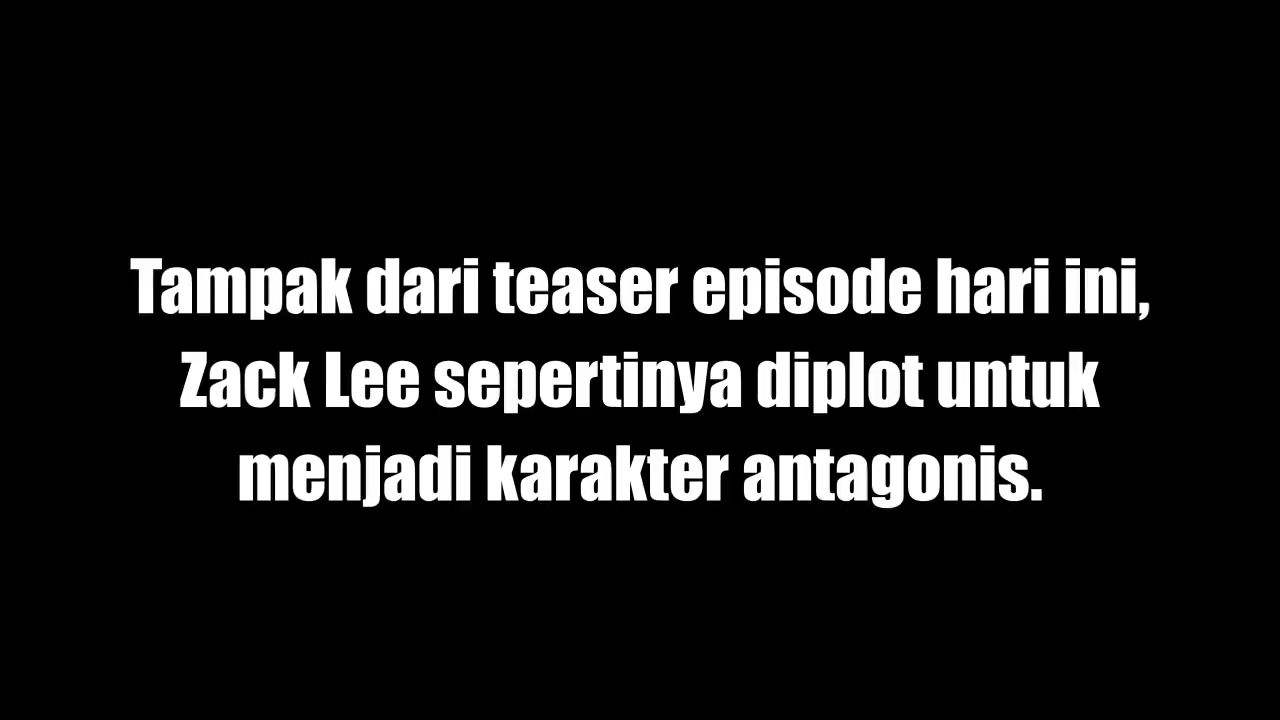 Tampak dari teaser episode hari ini,
Zack Lee sepertinya diplot untuk
menjadi karakter antagonis.